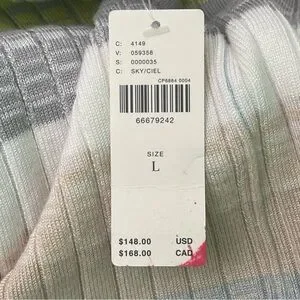 C: 4149
V: 059358
S: 0000035
C: SKY/CIEL
CP6884 0004
66679242
SIZE
L
$148.00 USD
$168.00 CAD